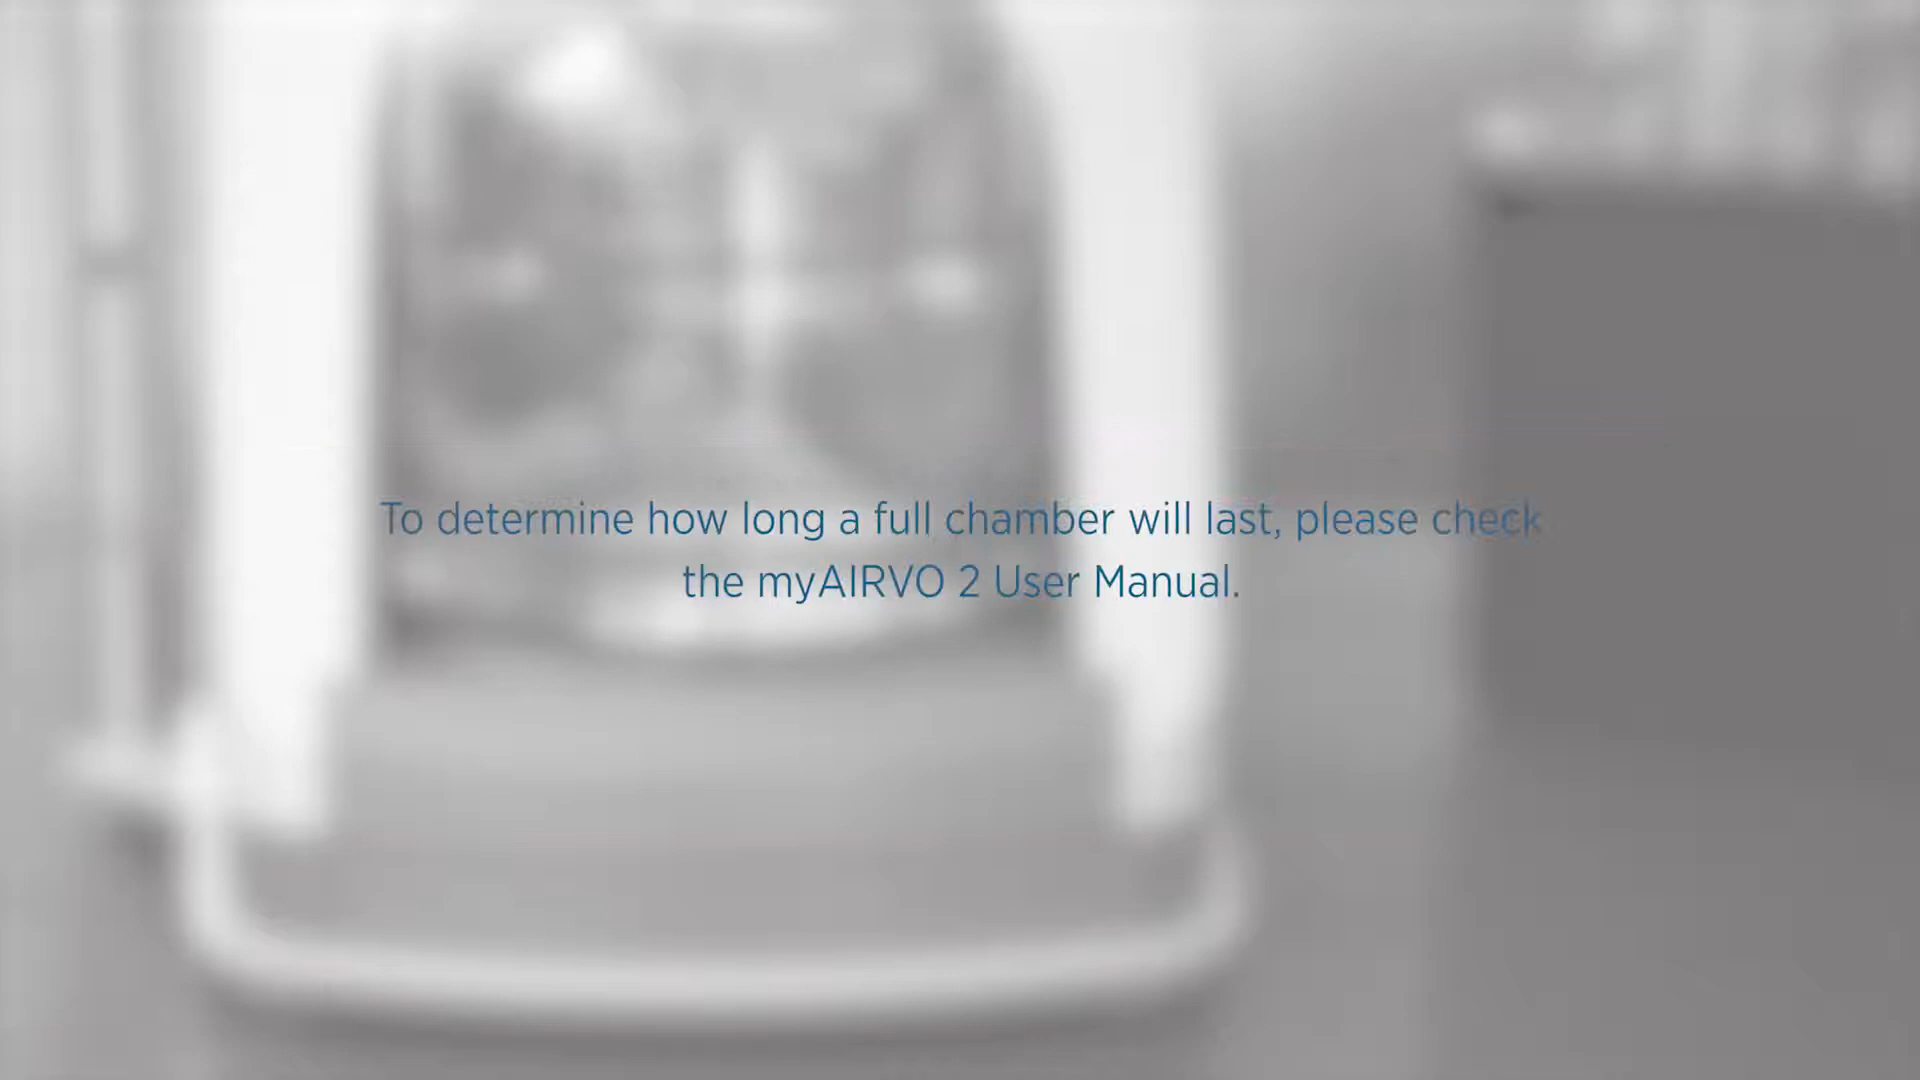 To determine how long a full chamber will last, please check
the myAIRVO 2 User Manual.